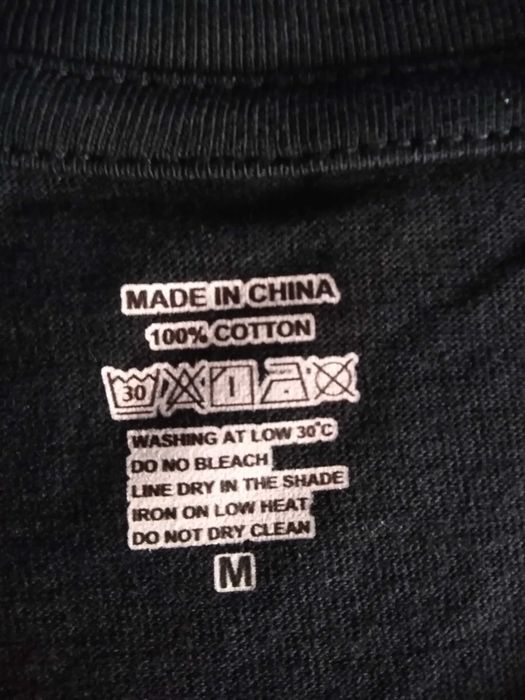 MADE IN CHINA
100% COTTON
30
WASHING AT LOW 30°C
DO NO BLEACH
LINE DRY IN THE SHADE
IRON ON LOW HEAT
DO NOT DRY CLEAN
M